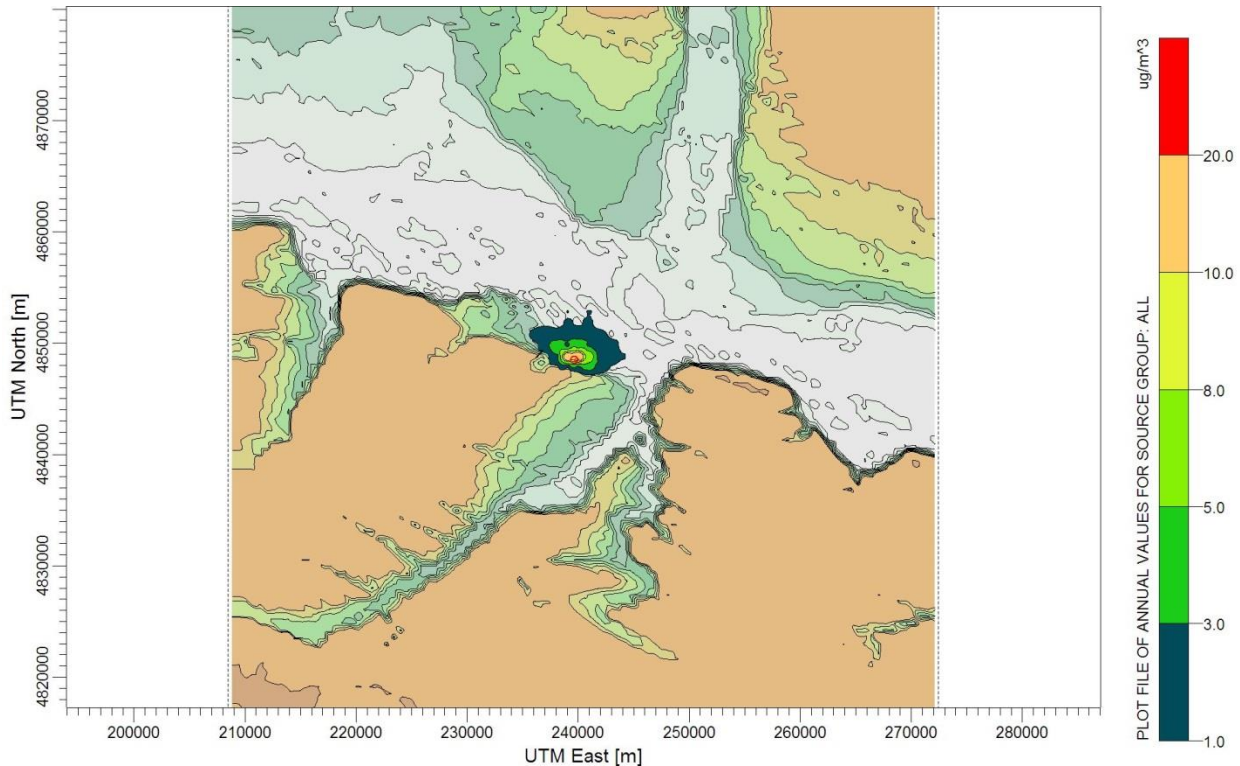 UTM North [m]
4870000
4860000
4850000
4840000
4830000
4820000
200000 210000 220000 230000 240000 250000 260000 270000 280000
UTM East [m]
PLOT FILE OF ANNUAL VALUES FOR SOURCE GROUP: ALL
ug/m^3
20.0
10.0
8.0
5.0
3.0
1.0